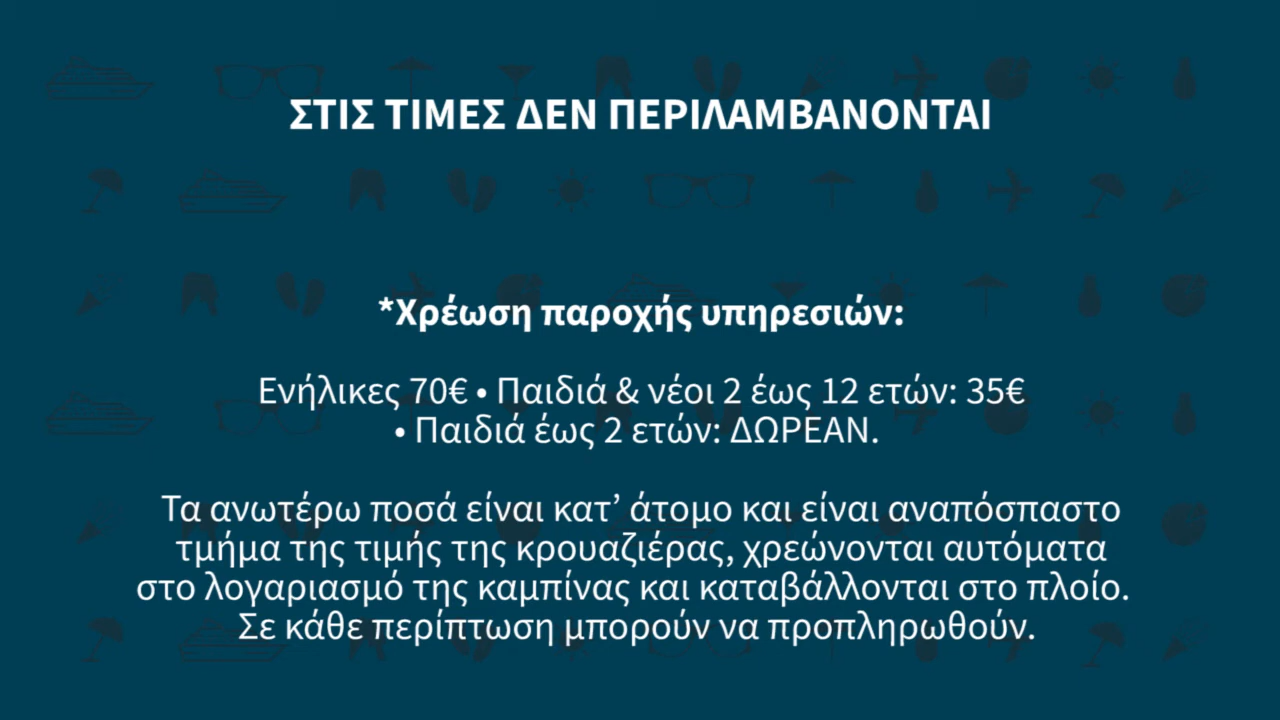 ΣΤΙΣ ΤΙΜΕΣ ΔΕΝ ΠΕΡΙΛΑΜΒΑΝΟΝΤΑΙ
*Χρέωση παροχής υπηρεσιών:
Ενήλικες 70€ • Παιδιά & νέοι 2 έως 12 ετών: 35€
• Παιδιά έως 2 ετών: ΔΩΡΕΑΝ.
Τα ανωτέρω ποσά είναι κατ’ άτομο και είναι αναπόσπαστο
τμήμα της τιμής της κρουαζιέρας, χρεώνονται αυτόματα
στο λογαριασμό της καμπίνας και καταβάλλονται στο πλοίο.
Σε κάθε περίπτωση μπορούν να προπληρωθούν.